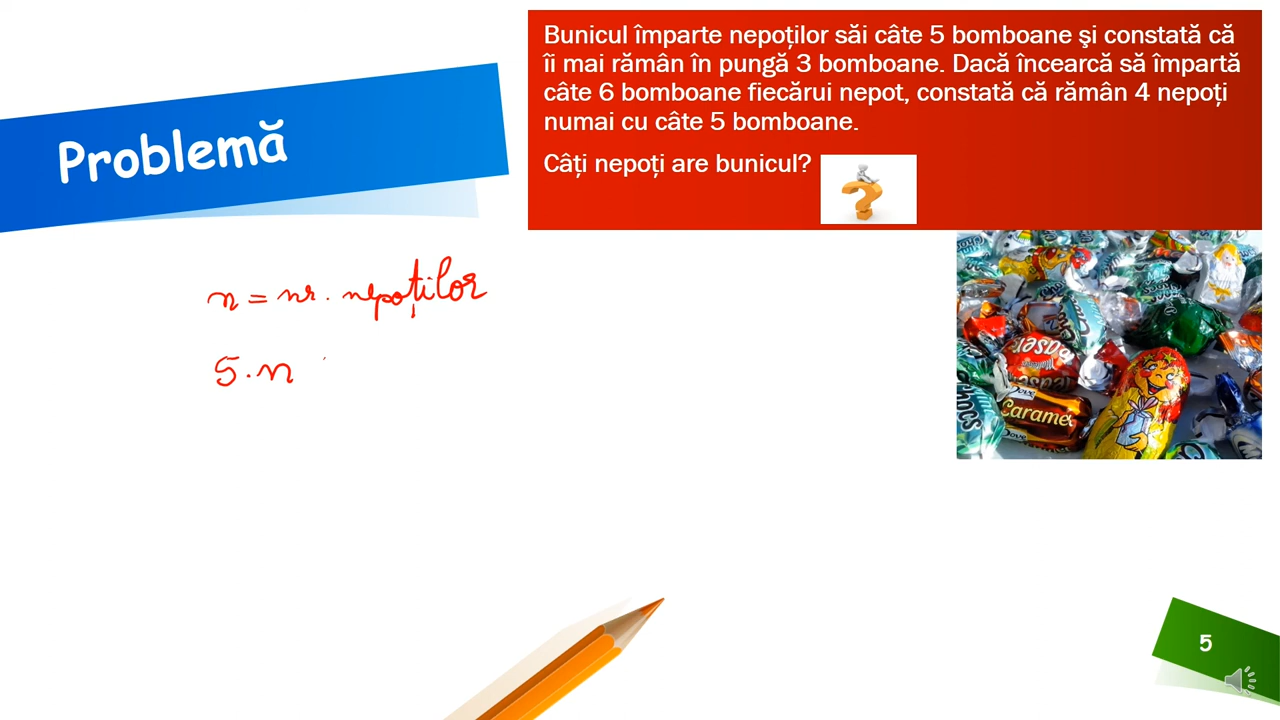 Problemă
Bunicul împarte nepoților săi câte 5 bomboane şi constată că
îi mai rămân în pungă 3 bomboane. Dacă încearcă să împartă
câte 6 bomboane fiecărui nepot, constată că rămân 4 nepoți
numai cu câte 5 bomboane.
Câți nepoți are bunicul?
n = nr. nepoților
5·n
Caramel
Dove
Dove
5